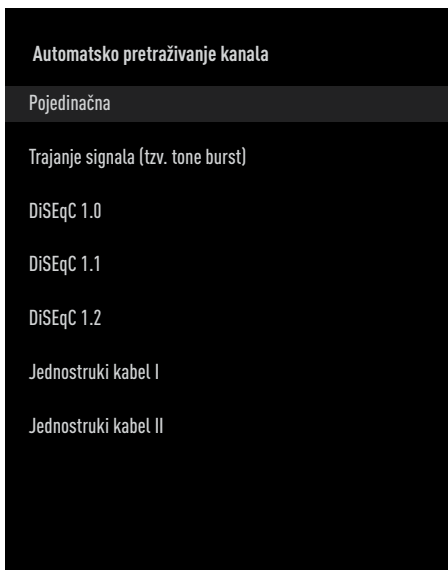 Automatsko pretraživanje kanala
Pojedinačna
Trajanje signala (tzv. tone burst)
DiSEqC 1.0
DiSEqC 1.1
DiSEqC 1.2
Jednostruki kabel I
Jednostruki kabel II